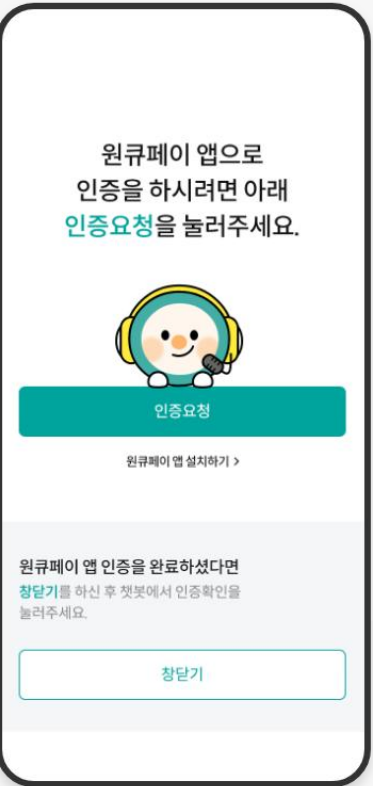 원큐페이 앱으로
인증을 하시려면 아래
인증요청을 눌러주세요.
인증요청
원큐페이 앱 설치하기 >
원큐페이 앱 인증을 완료하셨다면
창닫기를 하신 후 챗봇에서 인증확인을
눌러주세요.
창닫기